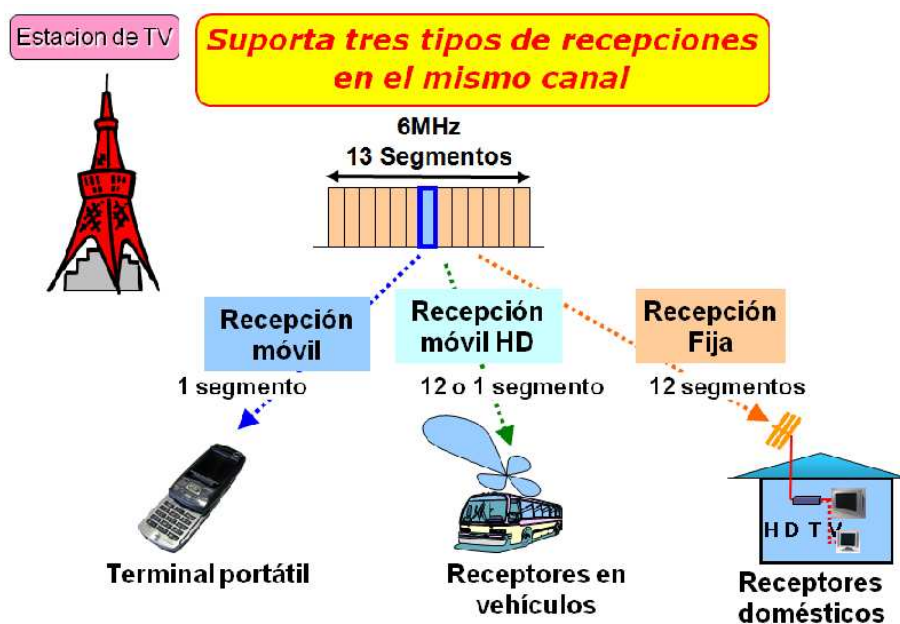 Estacion de TV
Suporta tres tipos de recepciones
en el mismo canal
6MHz
13 Segmentos
Recepción
móvil
Recepción
móvil HD
Recepción
Fija
1 segmento
12 o 1 segmento
12 segmentos
H D T V
Terminal portátil
Receptores en
vehículos
Receptores
domésticos